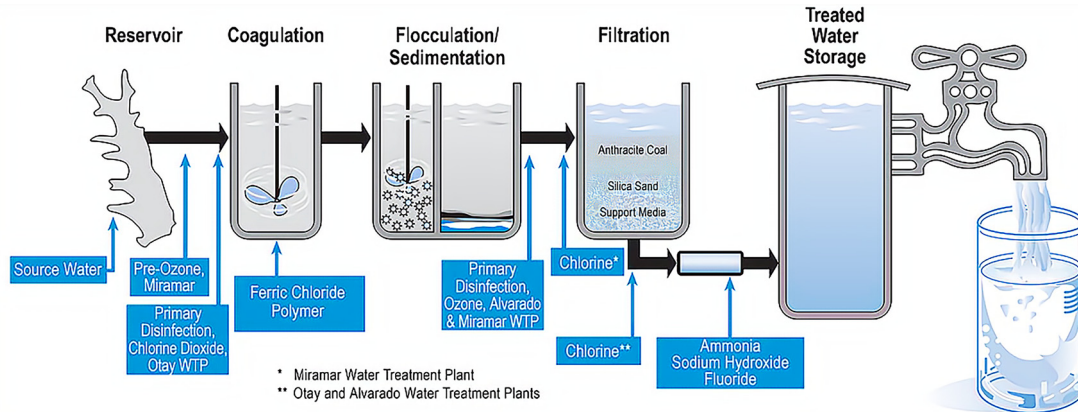 Reservoir
Coagulation
Flocculation/
Sedimentation
Filtration
Treated
Water
Storage
Anthracite Coal
Silica Sand
Support Media
Source Water
Pre-Ozone,
Miramar
Primary
Disinfection,
Chlorine Dioxide,
Otay WTP
Ferric Chloride
Polymer
Primary
Disinfection,
Ozone, Alvarado
& Miramar WTP
Chlorine*
Chlorine**
Ammonia
Sodium Hydroxide
Fluoride
* Miramar Water Treatment Plant
** Otay and Alvarado Water Treatment Plants